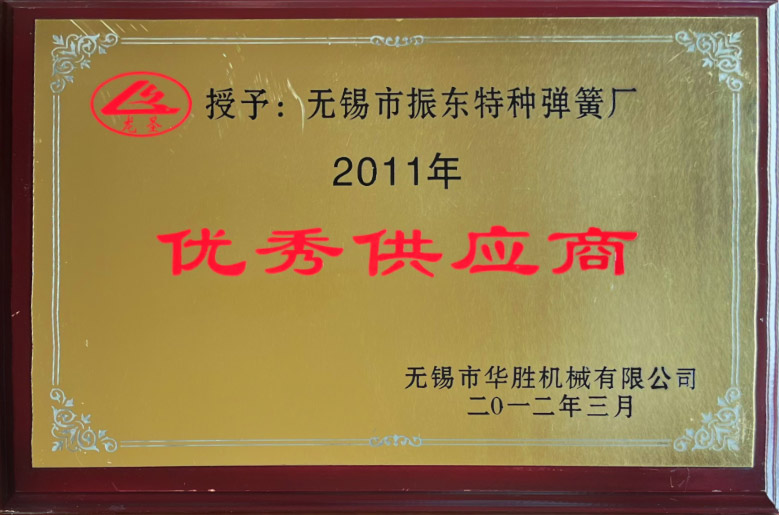 龙圣
授予：无锡市振东特种弹簧厂
2011年
优秀供应商
无锡市华胜机械有限公司
二〇一二年三月